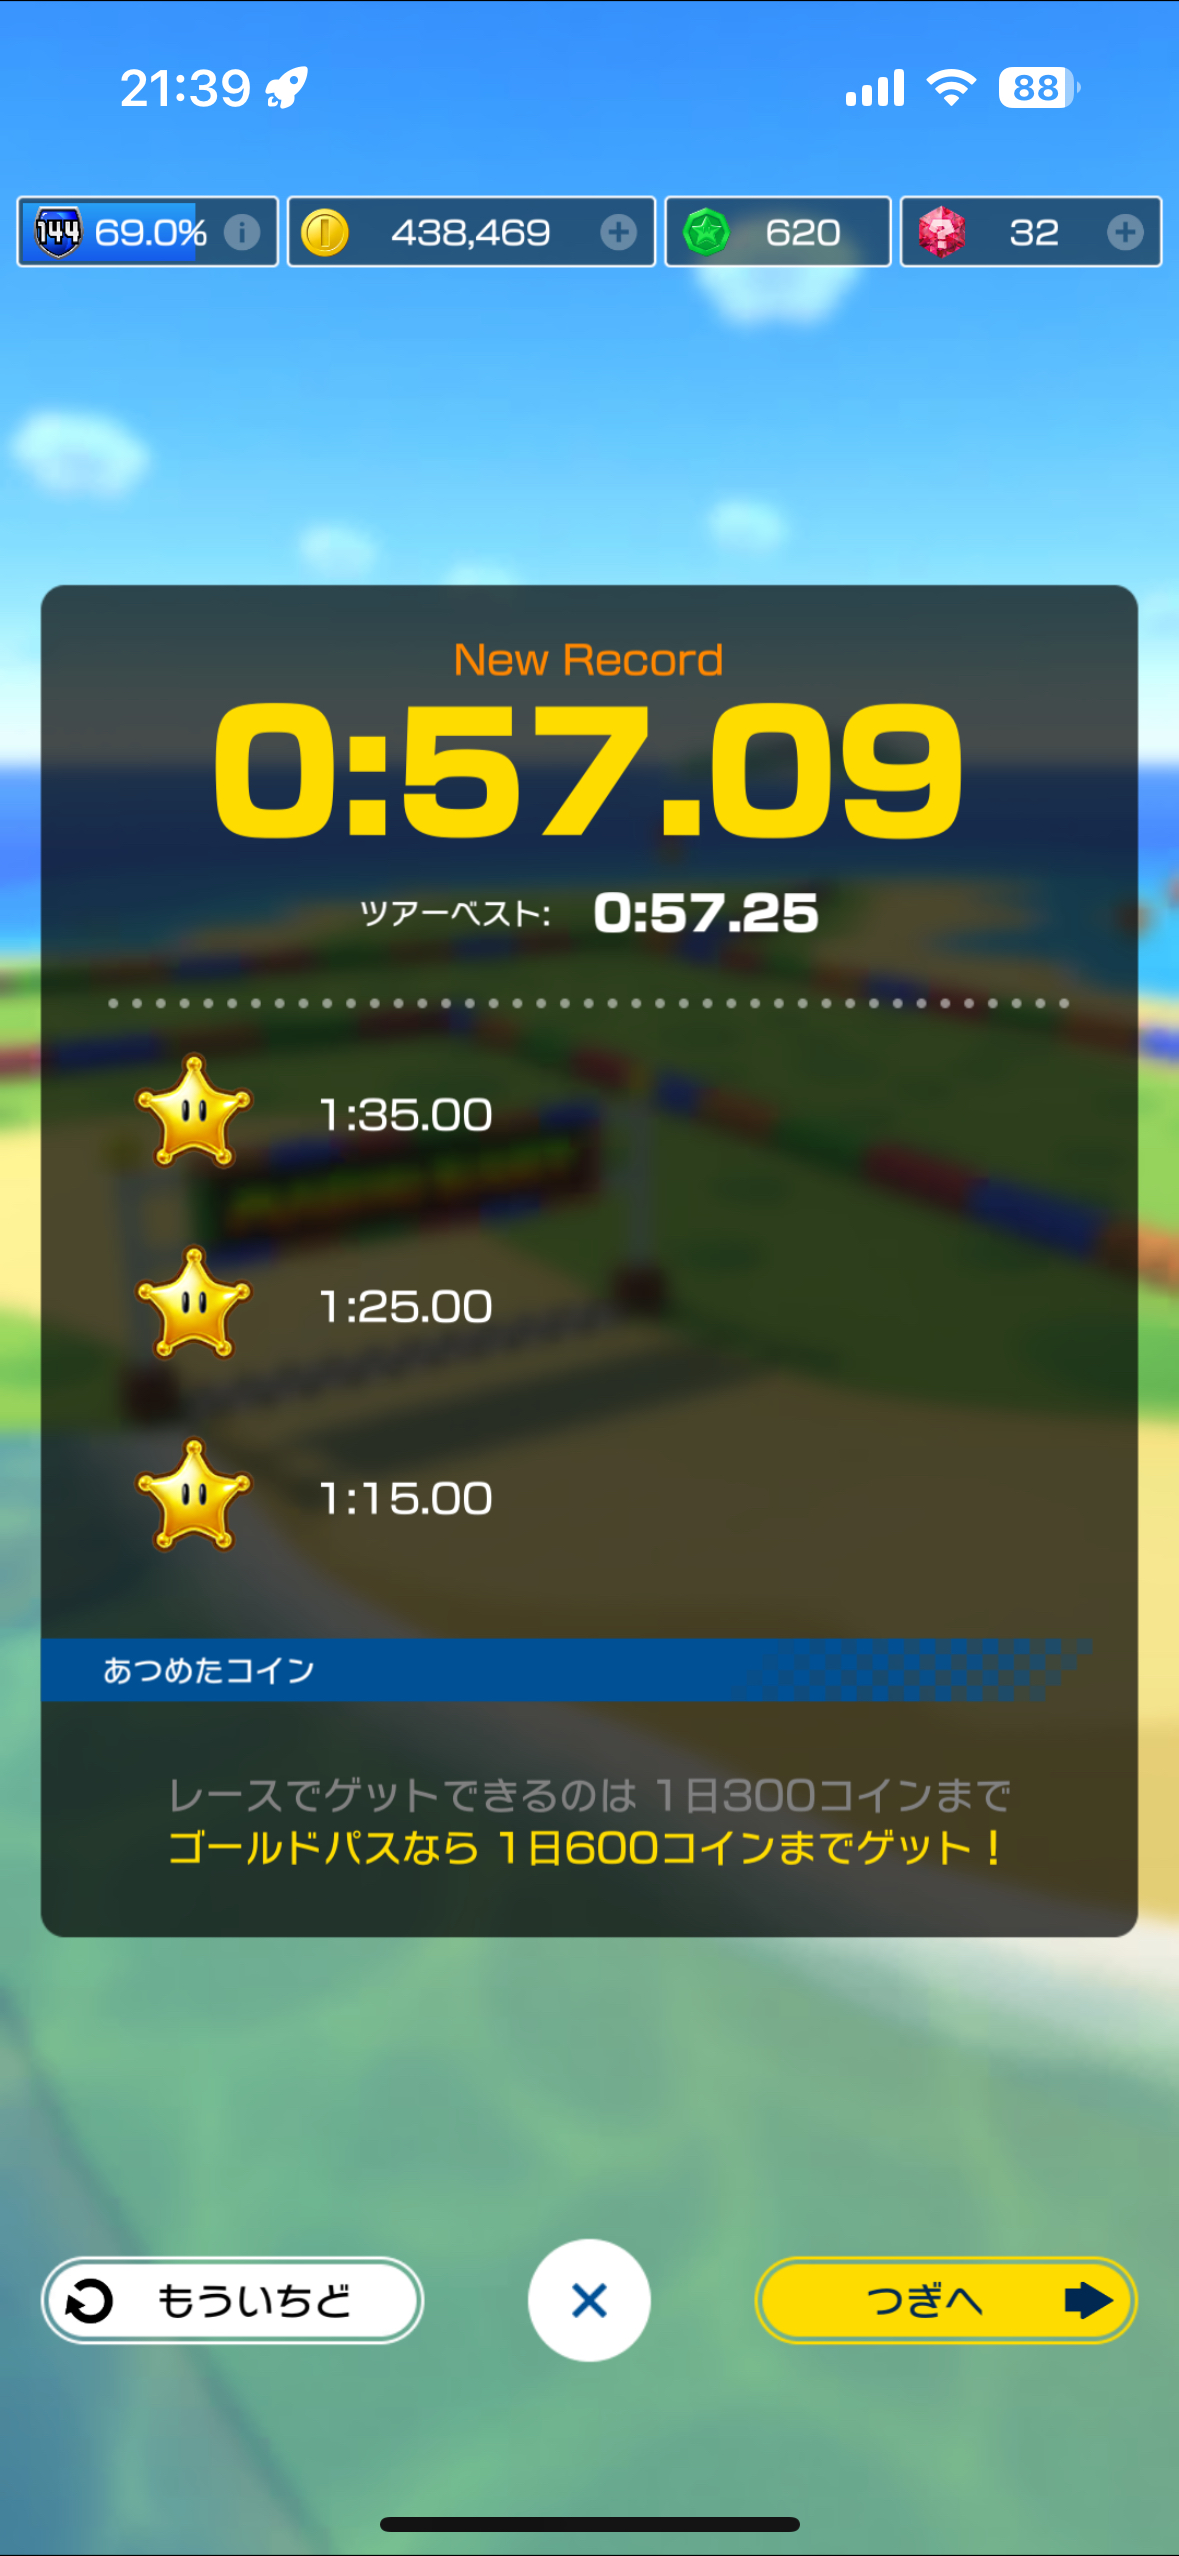 21:39
88
144 69.0% i
438,469 +
620
32 +
New Record
0:57.09
ツアーベスト: 0:57.25
1:35.00
1:25.00
1:15.00
あつめたコイン
レースでゲットできるのは 1日300コインまで
ゴールドパスなら 1日600コインまでゲット！
もういちど
×
つぎへ